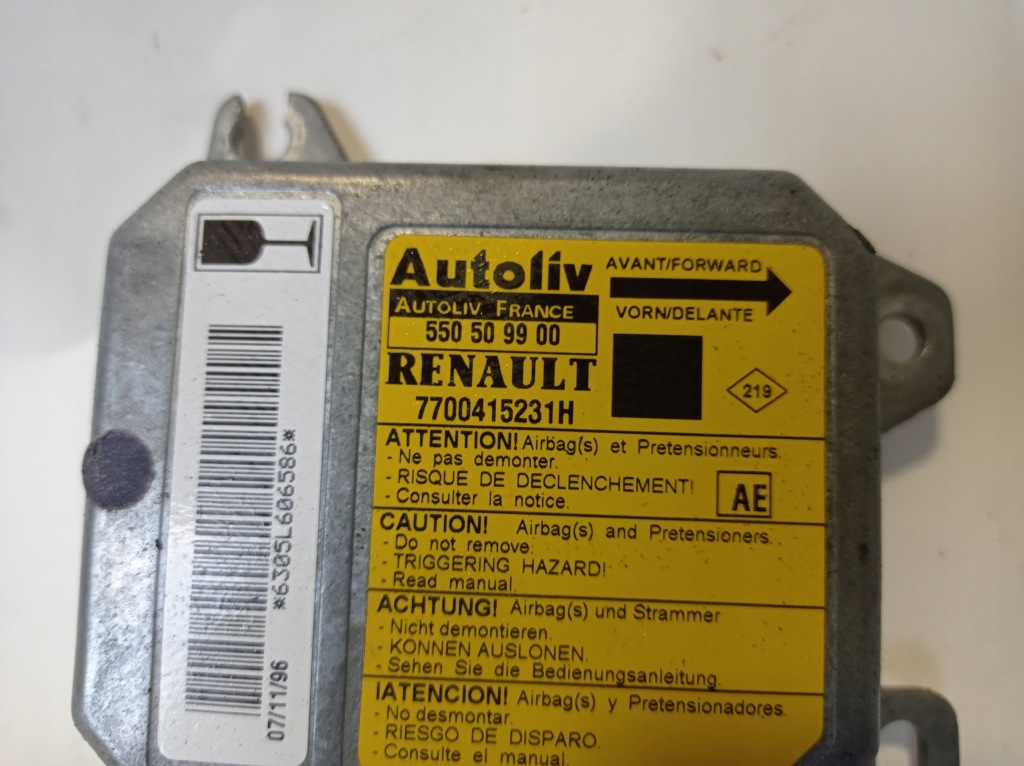 *6305L606586*
07/11/96
Autoliv
AUTOLIV. FRANCE
550 50 99 00
RENAULT
7700415231H
AVANT/FORWARD
VORN/DELANTE
219
ATTENTION! Airbag(s) et Pretensionneurs.
- Ne pas demonter.
- RISQUE DE DECLENCHEMENT!
- Consulter la notice.
AE
CAUTION! Airbag(s) and Pretensioners.
- Do not remove.
- TRIGGERING HAZARD!
- Read manual.
ACHTUNG! Airbag(s) und Strammer
- Nicht demontieren.
- KONNEN AUSLONEN.
- Sehen Sie die Bedienungsanleitung.
IATENCION! Airbag(s) y Pretensionadores.
- No desmontar.
- RIESGO DE DISPARO.
- Consulte el manual.